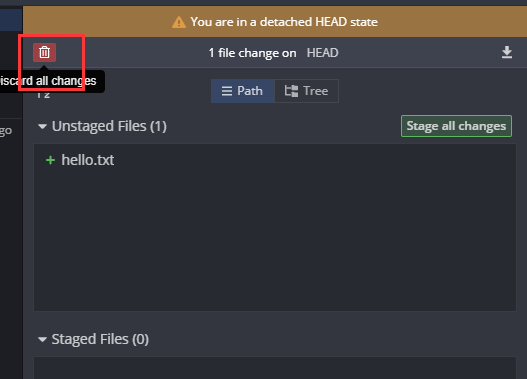 You are in a detached HEAD state
1 file change on HEAD
iscard all changes
Path
Tree
go
Unstaged Files (1)
Stage all changes
+ hello.txt
Staged Files (0)